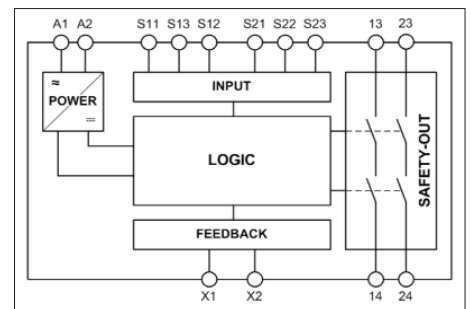 A1 A2 S11 S13 S12 S21 S22 S23 13 23
POWER
INPUT
LOGIC
FEEDBACK
SAFETY-OUT
X1 X2 14 24